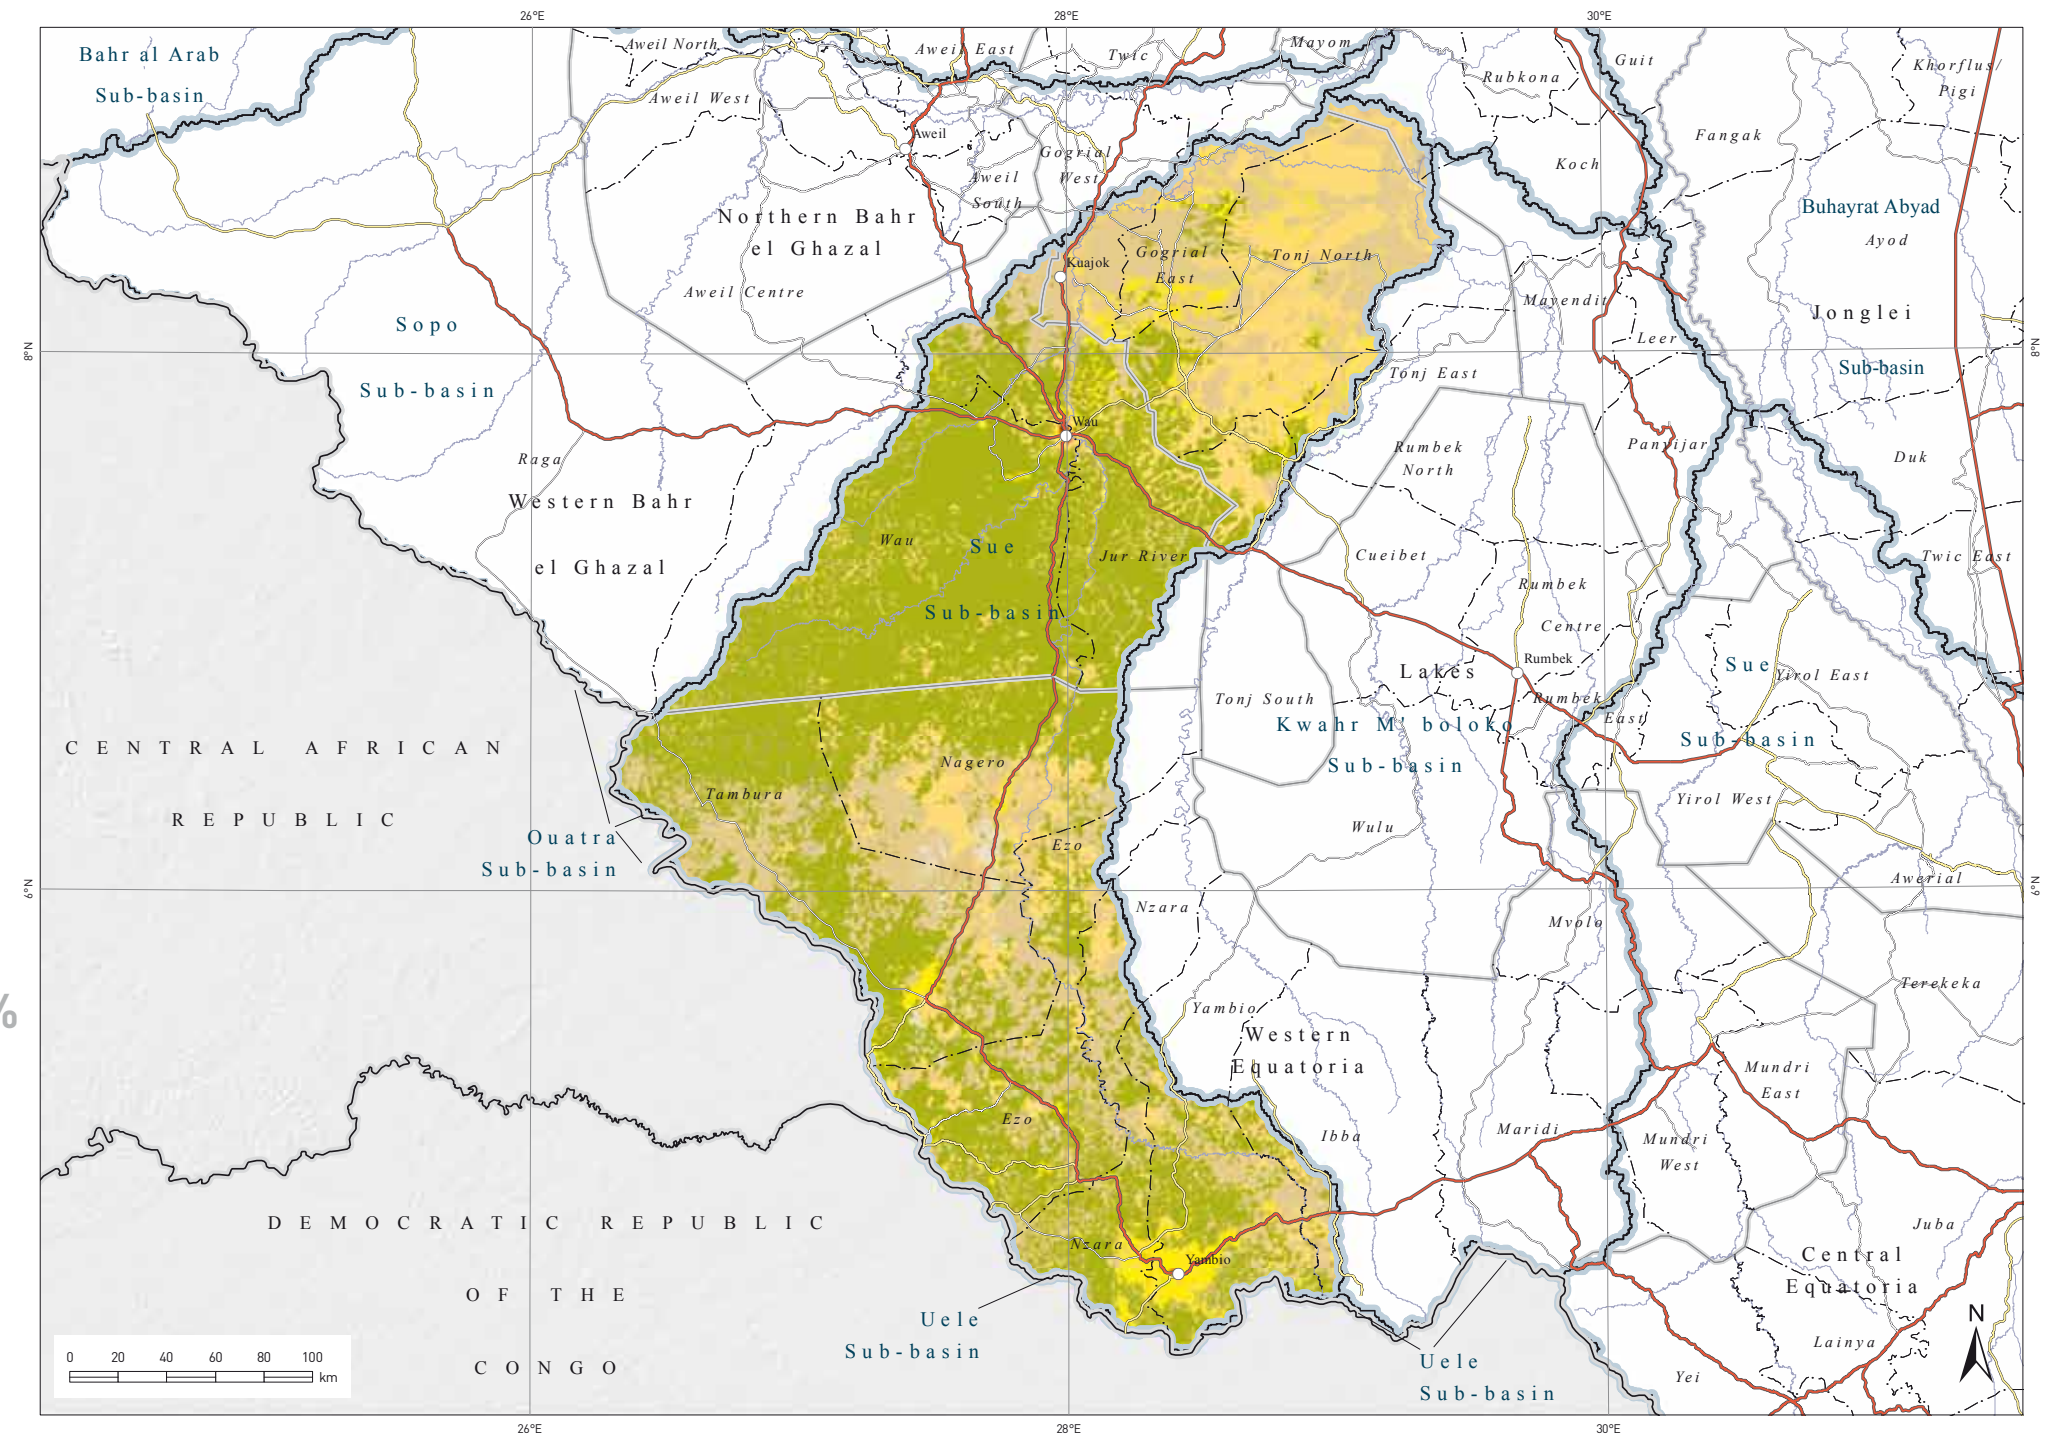 26°E
28°E
30°E
Bahr al Arab
Sub-basin
Aweil North
Aweil East
Twic
Mayom
Rubkona
Guit
Khorflus/
Pigi
Aweil West
Aweil
Fangak
Koch
Gogrial
West
Aweil
South
Northern Bahr
el Ghazal
Buhayrat Abyad
Ayod
Kuajok
Gogrial
East
Tonj North
Aweil Centre
Mayendit
Jonglei
Sopo
Sub-basin
Leer
8°N
8°N
Sub-basin
Tonj East
Wau
Raga
Rumbek
North
Panyijar
Duk
Western Bahr
el Ghazal
Wau
Sue
Sub-basin
Jur River
Cueibet
Twic East
Rumbek
Centre
Rumbek
Lakes
Sue
Sub-basin
Yirol East
Tonj South
Rumbek
East
Kwahr M' boloko
Sub-basin
CENTRAL AFRICAN
REPUBLIC
Nagero
Tambura
Yirol West
Ouatra
Sub-basin
Wulu
Ezo
6°N
6°N
Awerial
Nzara
Mvolo
%
Terekeka
Yambio
Western
Equatoria
Mundri
East
Ezo
Ibba
Maridi
Mundri
West
DEMOCRATIC REPUBLIC
OF THE
CONGO
Nzara
Yambio
Juba
Central
Equatoria
Uele
Sub-basin
N
Lainya
Uele
Sub-basin
Yei
0 20 40 60 80 100
km
26°E
28°E
30°E